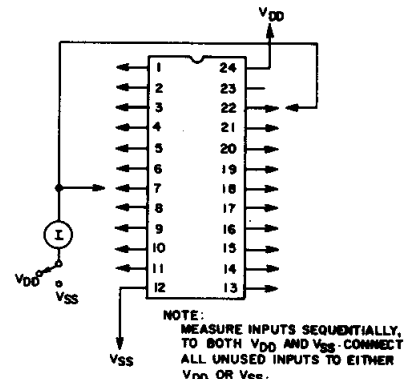 VDD
1 24
2 23
3 22
4 21
5 20
6 19
7 18
8 17
9 16
I
10 15
VDD
11 14
VSS
12 13
VSS
NOTE:
MEASURE INPUTS SEQUENTIALLY,
TO BOTH VDD AND VSS. CONNECT
ALL UNUSED INPUTS TO EITHER
VDD OR VSS.